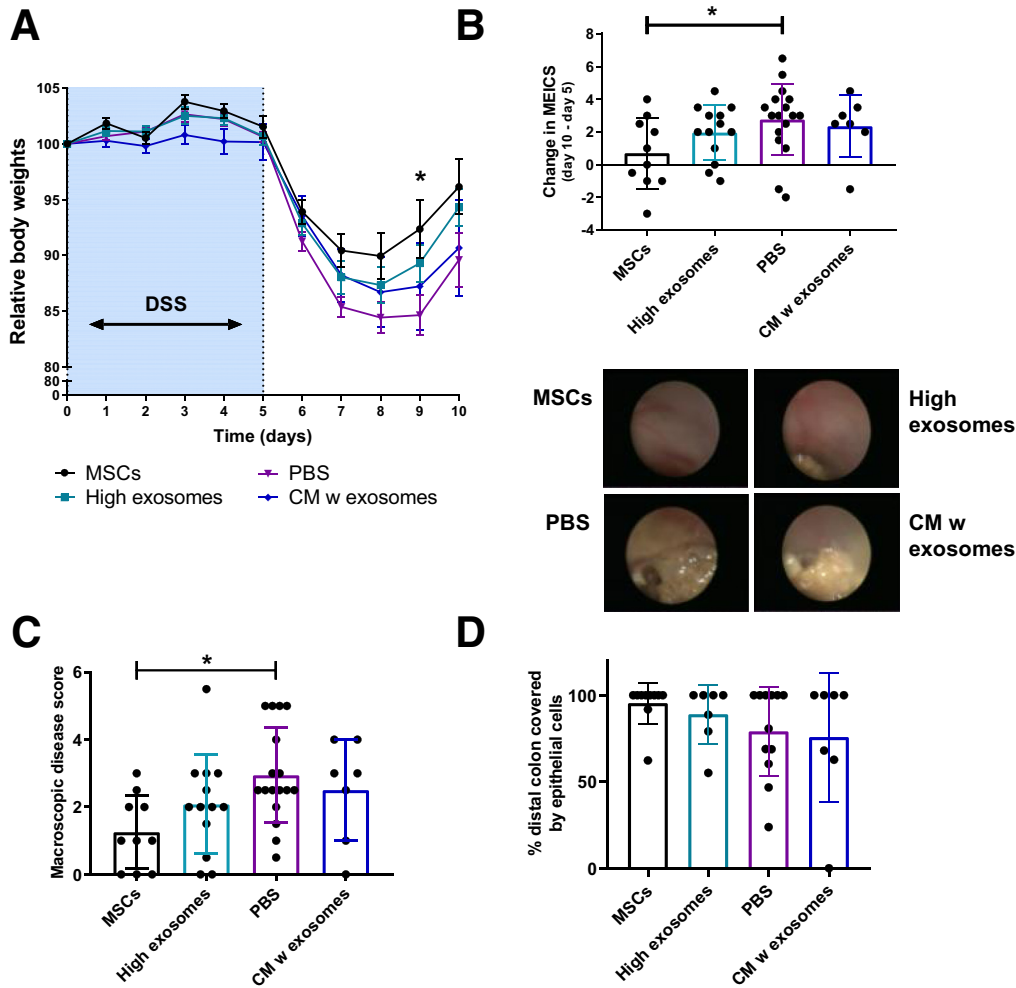 A
Relative body weights
105
100
95
90
85
80
80
0
DSS
*
0 1 2 3 4 5 6 7 8 9 10
Time (days)
MSCs
High exosomes
PBS
CM w exosomes
B
Change in MEICS
(day 10 - day 5)
8
6
4
2
0
-2
-4
*
MSCs
High exosomes
PBS
CM w exosomes
MSCs
High
exosomes
PBS
CM w
exosomes
C
Macroscopic disease score
6
4
2
0
*
MSCs
High exosomes
PBS
CM w exosomes
D
% distal colon covered
by epithelial cells
100
50
0
MSCs
High exosomes
PBS
CM w exosomes